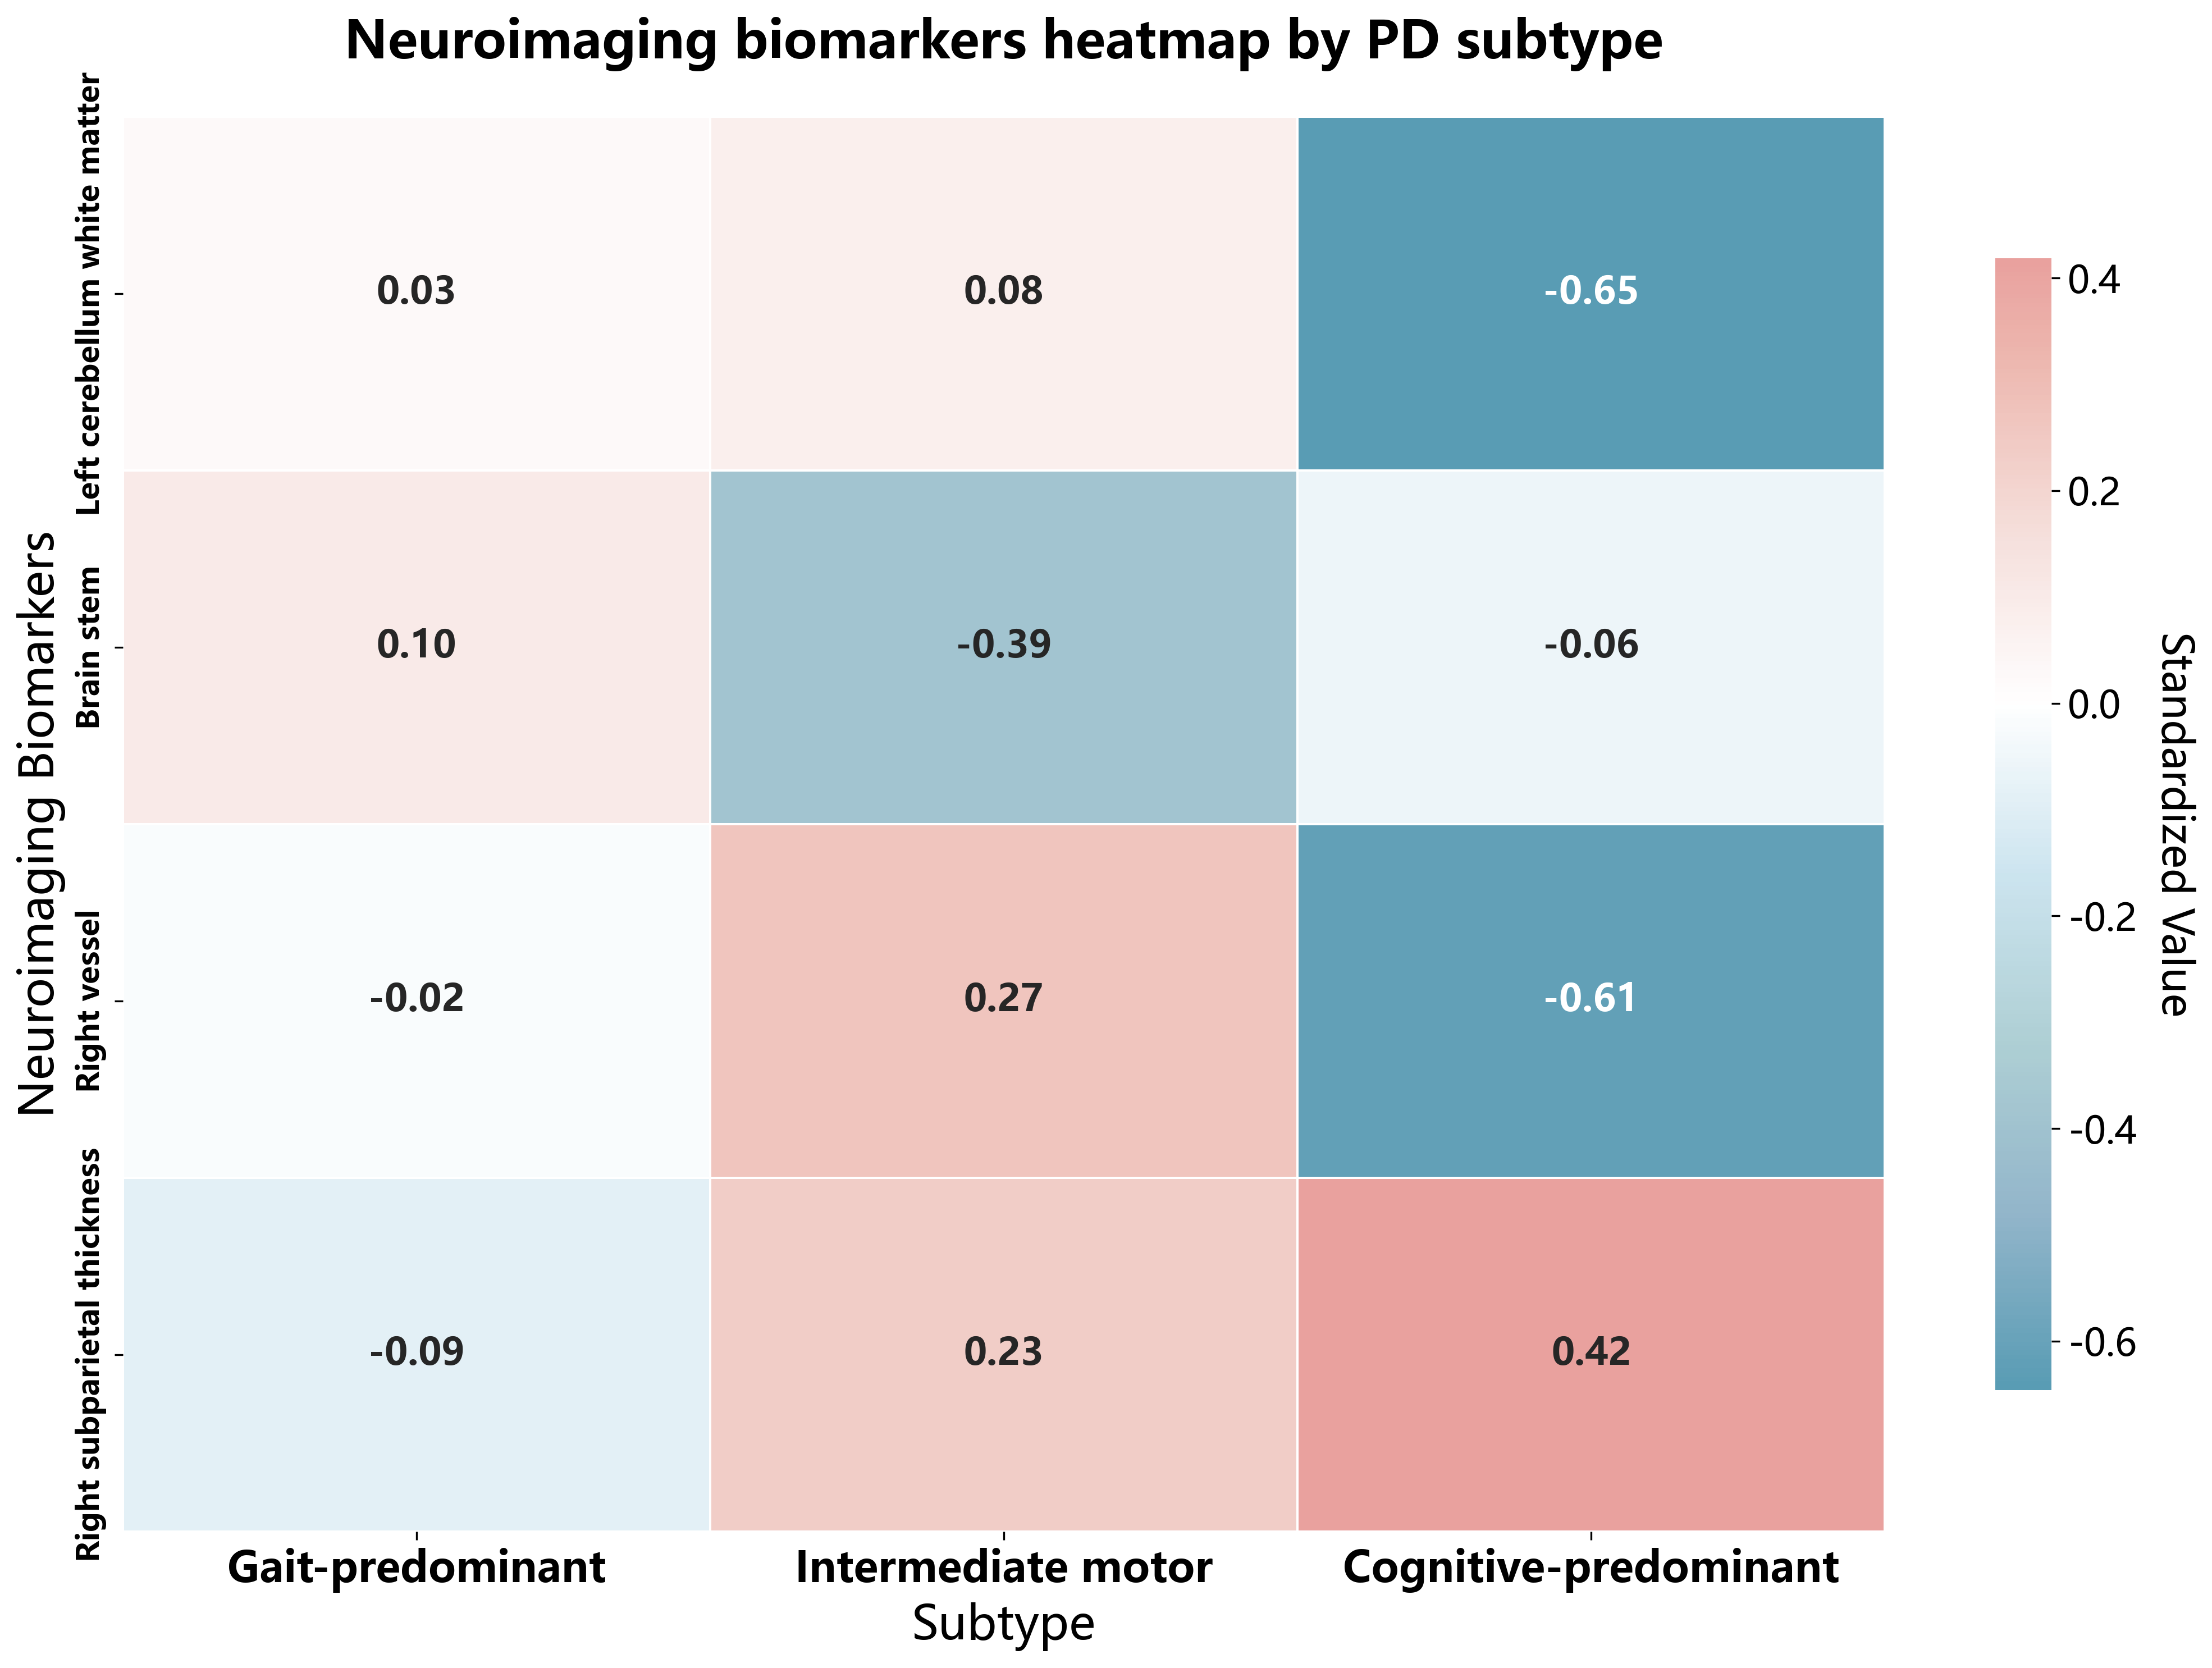 Neuroimaging biomarkers heatmap by PD subtype
Neuroimaging Biomarkers
Left cerebellum white matter
0.03 0.08 -0.65
Brain stem
0.10 -0.39 -0.06
Right vessel
-0.02 0.27 -0.61
Right subparietal thickness
-0.09 0.23 0.42
Gait-predominant Intermediate motor Cognitive-predominant
Subtype
0.4
0.2
0.0
-0.2
-0.4
-0.6
Standardized Value